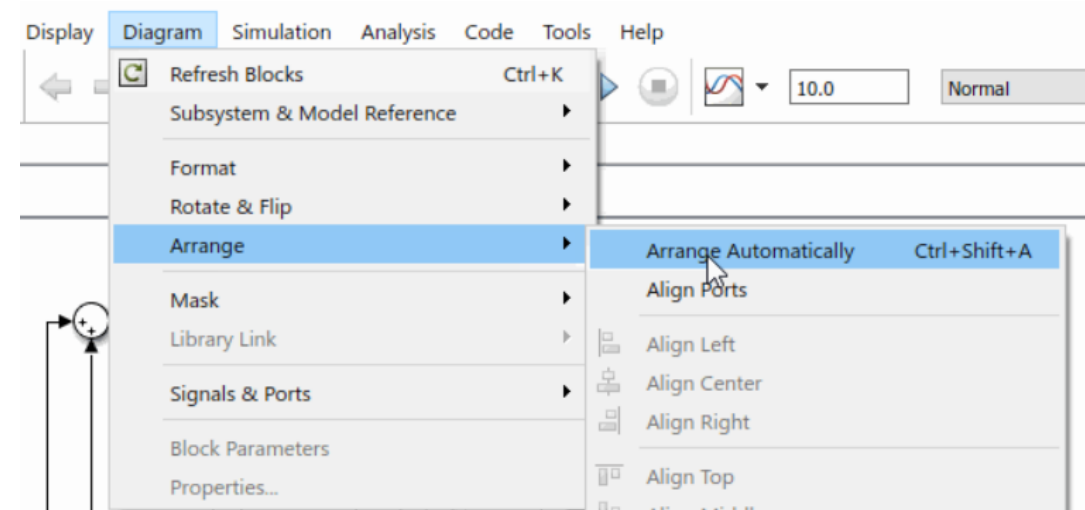 Display Diagram Simulation Analysis Code Tools Help
Refresh Blocks Ctrl+K
10.0 Normal
Subsystem & Model Reference
Format
Rotate & Flip
Arrange
Arrange Automatically Ctrl+Shift+A
Align Ports
Mask
Library Link
Align Left
Align Center
Signals & Ports
Align Right
Block Parameters
Align Top
Properties...